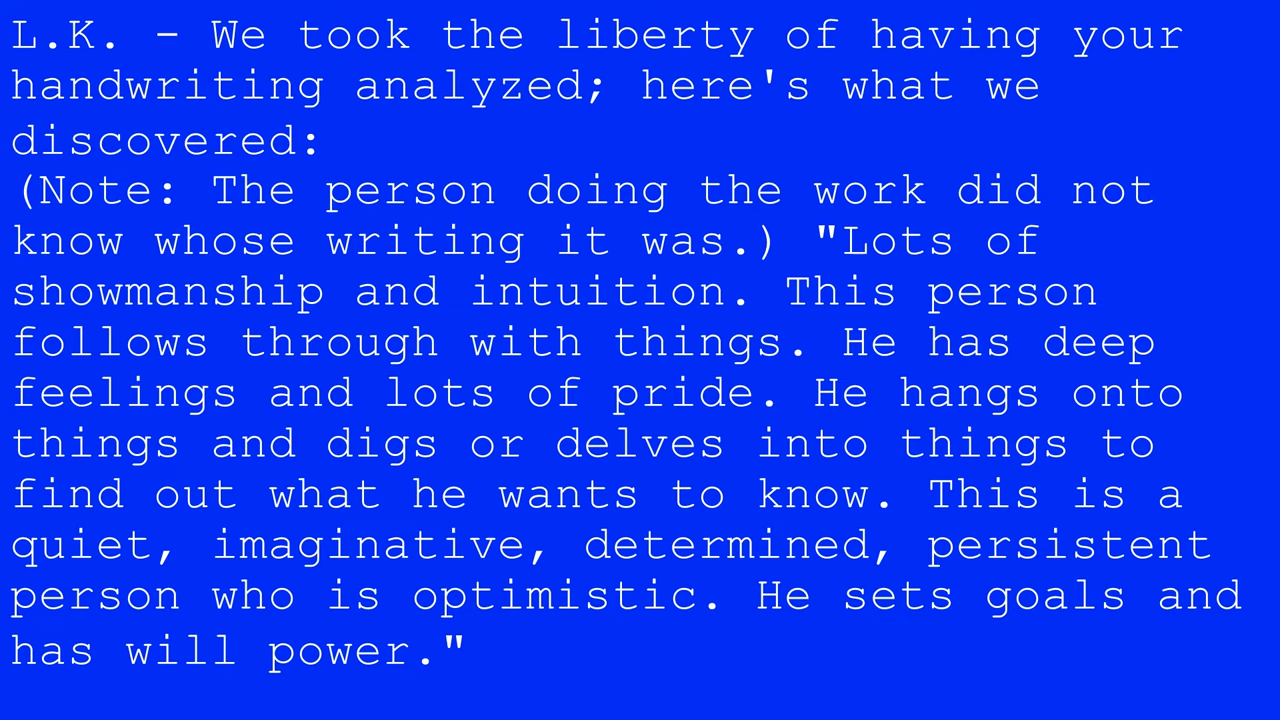 L.K. - We took the liberty of having your
handwriting analyzed; here's what we
discovered:
(Note: The person doing the work did not
know whose writing it was.) "Lots of
showmanship and intuition. This person
follows through with things. He has deep
feelings and lots of pride. He hangs onto
things and digs or delves into things to
find out what he wants to know. This is a
quiet, imaginative, determined, persistent
person who is optimistic. He sets goals and
has will power."